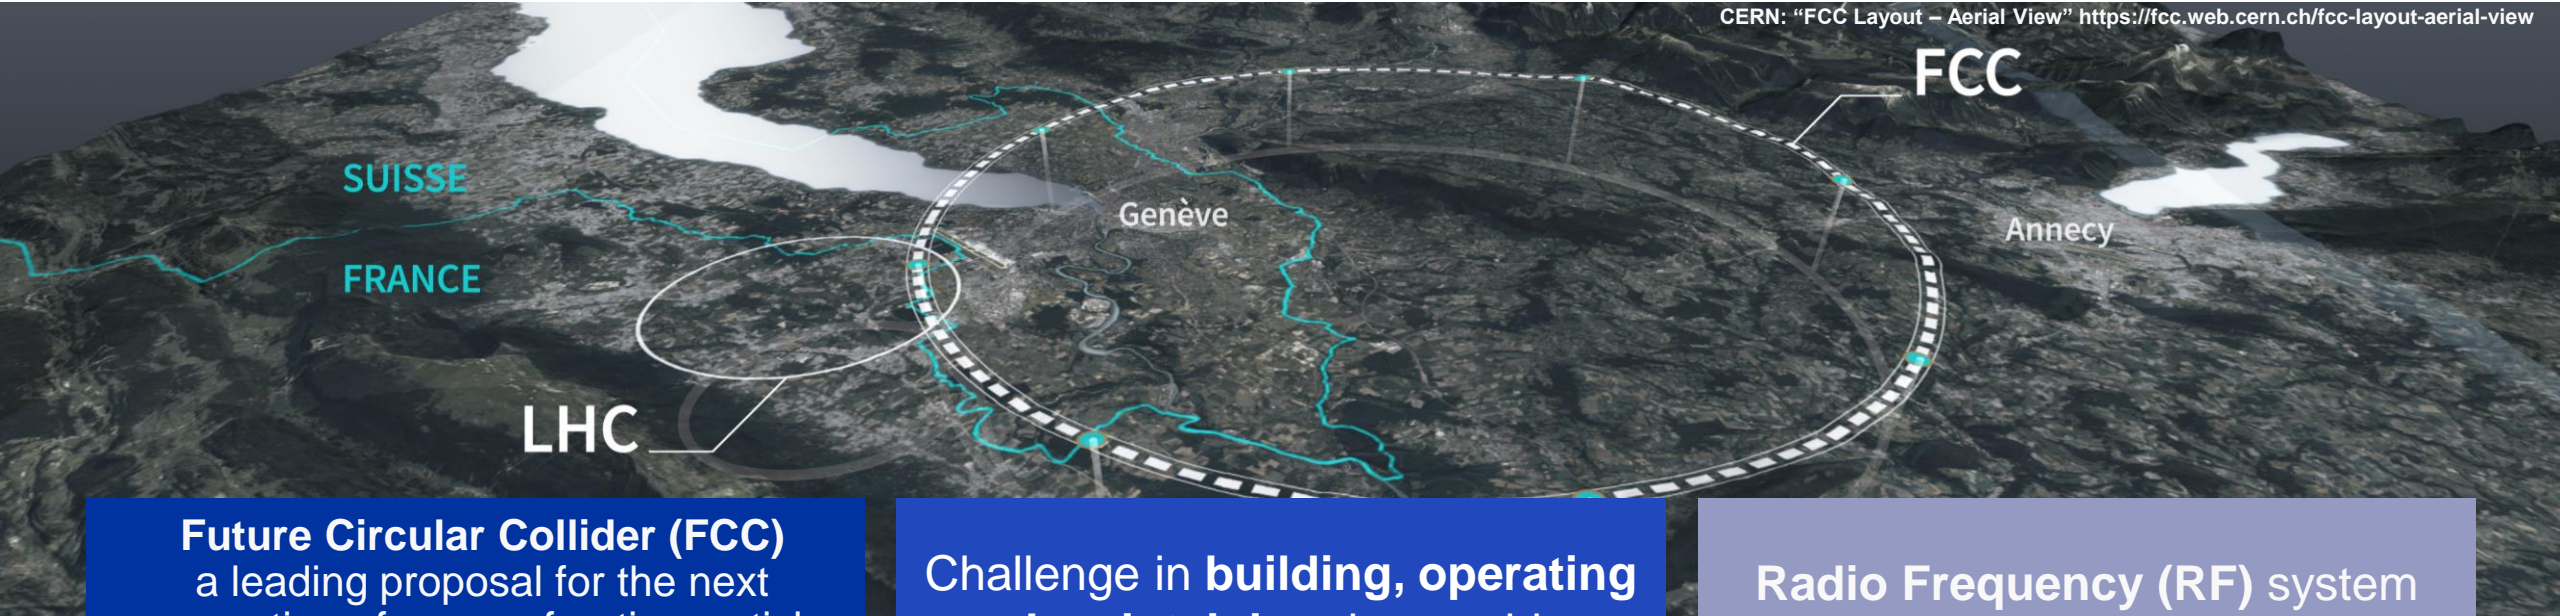 CERN: “FCC Layout – Aerial View” https://fcc.web.cern.ch/fcc-layout-aerial-view
FCC
SUISSE
Genève
Annecy
FRANCE
LHC
Future Circular Collider (FCC)
a leading proposal for the next
Challenge in building, operating
Radio Frequency (RF) system